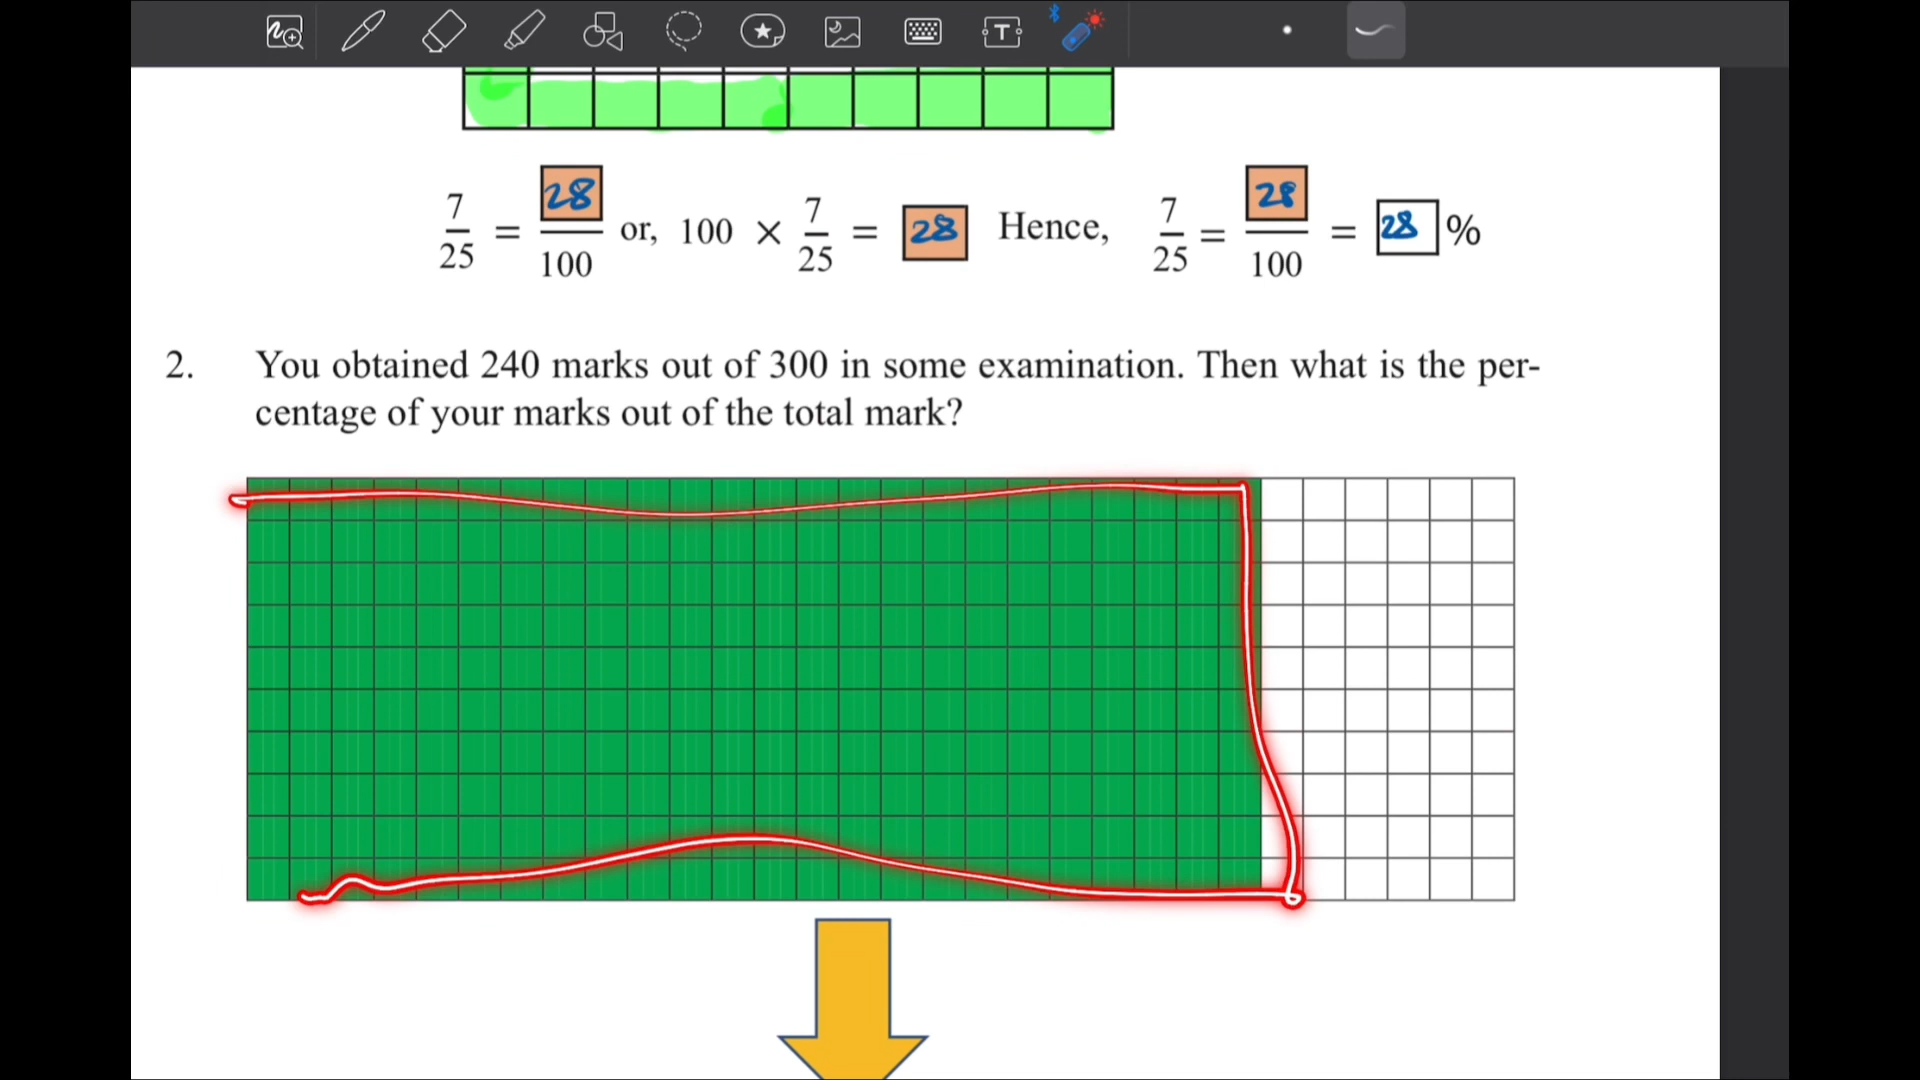 7/25 = 28/100 or, 100 × 7/25 = 28 Hence, 7/25 = 28/100 = 28 %
2. You obtained 240 marks out of 300 in some examination. Then what is the per-
centage of your marks out of the total mark?